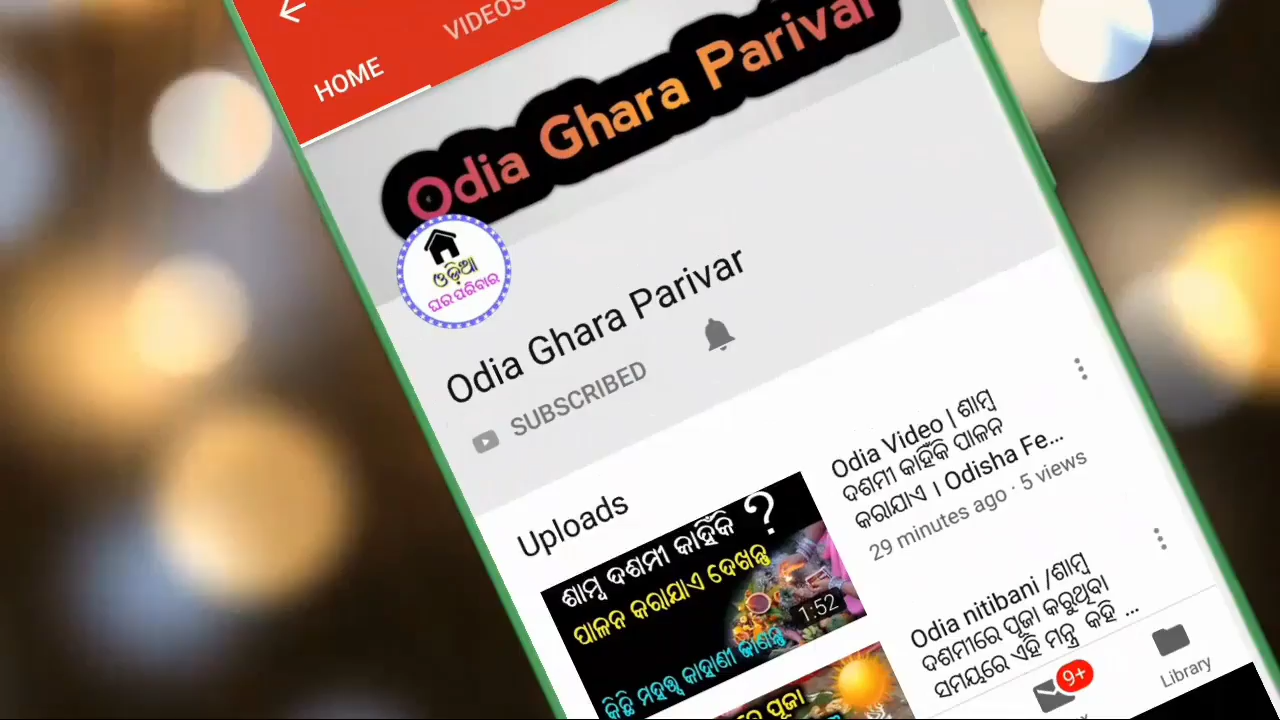 VIDEOS
HOME
Odia Ghara Parivar
ଓଡ଼ିଆ
ଘର ପରିବାର
Odia Ghara Parivar
SUBSCRIBED
Uploads
ଶାମ୍ବ ଦଶମୀ କାହିଁକି ?
ପାଳନ କରାଯାଏ ଦେଖନ୍ତୁ
କିଛି ମହତ୍ତ୍ୱ କାହାଣୀ ଜାଣନ୍ତୁ
1:52
Odia Video | ଶାମ୍ବ
ଦଶମୀ କାହିଁକି ପାଳନ
କରାଯାଏ । Odisha Fe...
29 minutes ago · 5 views
ପୂଜା
Odia nitibani /ଶାମ୍ବ
ଦଶମୀରେ ପୂଜା କରୁଥିବା
ସମୟରେ ଏହି ମନ୍ତ୍ର କହି ...
9+
Library